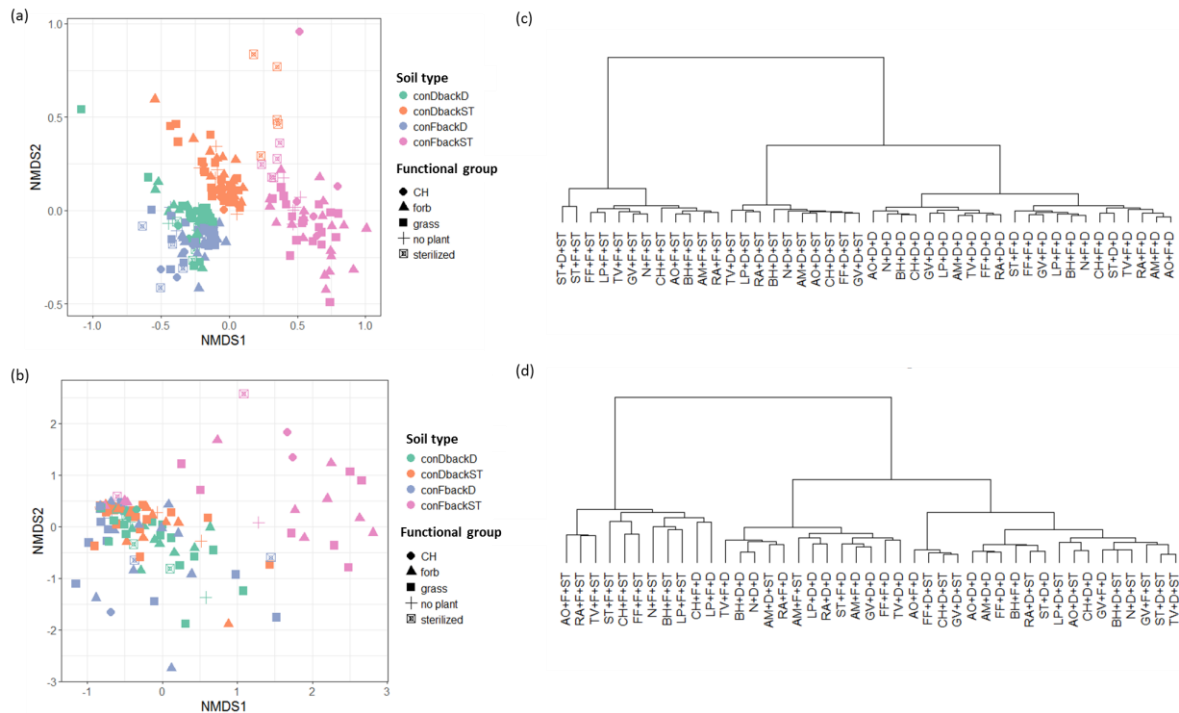 (a)
1.0
0.5
0.0
-0.5
NMDS2
-1.0
-0.5
0.0
0.5
1.0
NMDS1
Soil type
conDbackD
conDbackST
conFbackD
conFbackST
Functional group
CH
forb
grass
no plant
sterilized
(c)
ST+D+ST
ST+F+ST
FF+F+ST
LP+F+ST
TV+F+ST
GV+F+ST
N+F+ST
CH+F+ST
AO+F+ST
BH+F+ST
AM+F+ST
RA+F+ST
TV+D+ST
LP+D+ST
RA+D+ST
BH+D+ST
N+D+ST
AM+D+ST
AO+D+ST
CH+D+ST
FF+D+ST
GV+D+ST
AO+D+D
N+D+D
BH+D+D
CH+D+D
GV+D+D
LP+D+D
AM+D+D
TV+D+D
FF+D+D
RA+D+D
ST+F+D
FF+F+D
GV+F+D
LP+F+D
BH+F+D
N+F+D
CH+F+D
ST+D+D
TV+F+D
RA+F+D
AM+F+D
AO+F+D
(b)
2
1
0
-1
-2
-3
NMDS2
-1
0
1
2
3
NMDS1
Soil type
conDbackD
conDbackST
conFbackD
conFbackST
Functional group
CH
forb
grass
no plant
sterilized
(d)
AO+F+ST
RA+F+ST
TV+F+ST
ST+F+ST
CH+F+ST
FF+F+ST
N+F+ST
BH+F+ST
LP+F+ST
CH+F+D
LP+F+D
TV+F+D
BH+D+D
N+D+D
AM+D+ST
RA+F+D
AM+F+ST
LP+D+D
RA+D+D
ST+F+D
AM+F+D
GV+D+D
FF+F+D
TV+D+D
AO+F+D
FF+D+ST
CH+D+ST
GV+D+ST
AO+D+D
AM+D+D
FF+D+D
BH+F+D
RA+D+ST
ST+D+D
LP+D+ST
AO+D+ST
CH+D+D
GV+F+D
BH+D+ST
N+D+ST
GV+F+ST
ST+D+ST
TV+D+ST